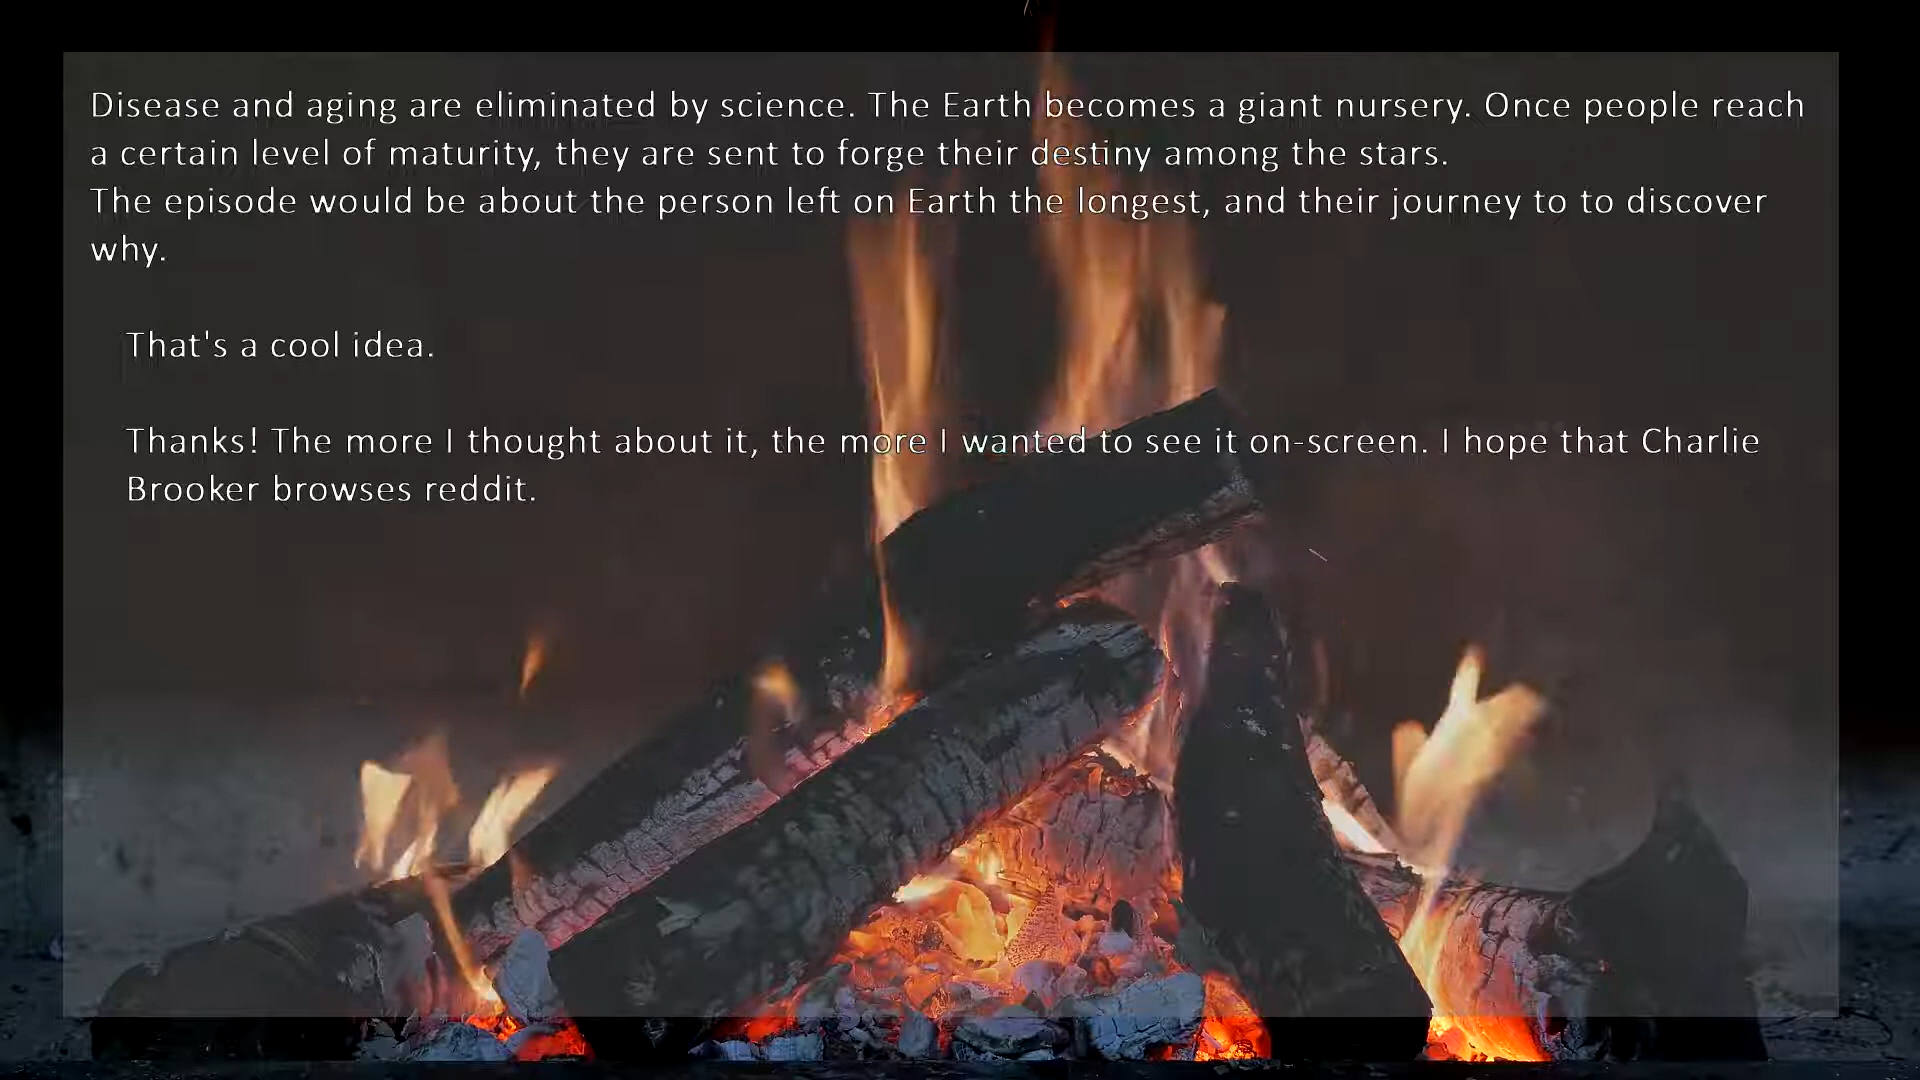 Disease and aging are eliminated by science. The Earth becomes a giant nursery. Once people reach
a certain level of maturity, they are sent to forge their destiny among the stars.
The episode would be about the person left on Earth the longest, and their journey to to discover
why.
That's a cool idea.
Thanks! The more I thought about it, the more I wanted to see it on-screen. I hope that Charlie
Brooker browses reddit.